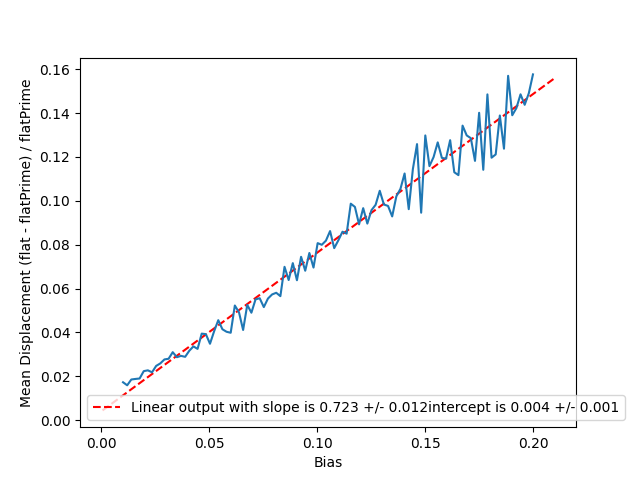 0.16
0.14
0.12
0.10
0.08
0.06
0.04
0.02
0.00
Mean Displacement (flat - flatPrime) / flatPrime
Linear output with slope is 0.723 +/- 0.012intercept is 0.004 +/- 0.001
0.00 0.05 0.10 0.15 0.20
Bias